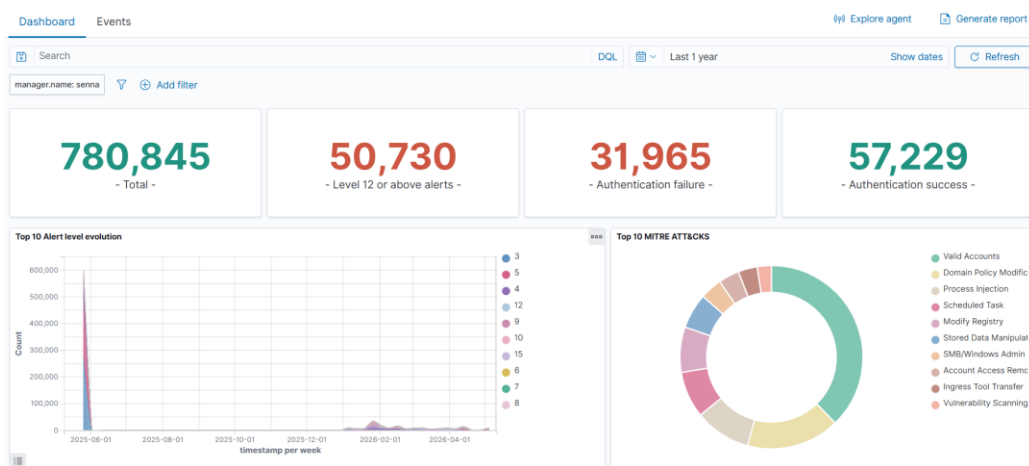 Dashboard Events Explore agent Generate report
Search DQL Last 1 year Show dates Refresh
manager.name: senna Add filter
780,845 50,730 31,965 57,229
- Total - - Level 12 or above alerts - - Authentication failure - - Authentication success -
Top 10 Alert level evolution
600,000
500,000
400,000
300,000
200,000
100,000
0
Count
2025-06-01 2025-08-01 2025-10-01 2025-12-01 2026-02-01 2026-04-01
timestamp per week
3
5
4
12
9
10
15
6
7
8
Top 10 MITRE ATT&CKS
Valid Accounts
Domain Policy Modific
Process Injection
Scheduled Task
Modify Registry
Stored Data Manipulat
SMB/Windows Admin
Account Access Remo
Ingress Tool Transfer
Vulnerability Scanning